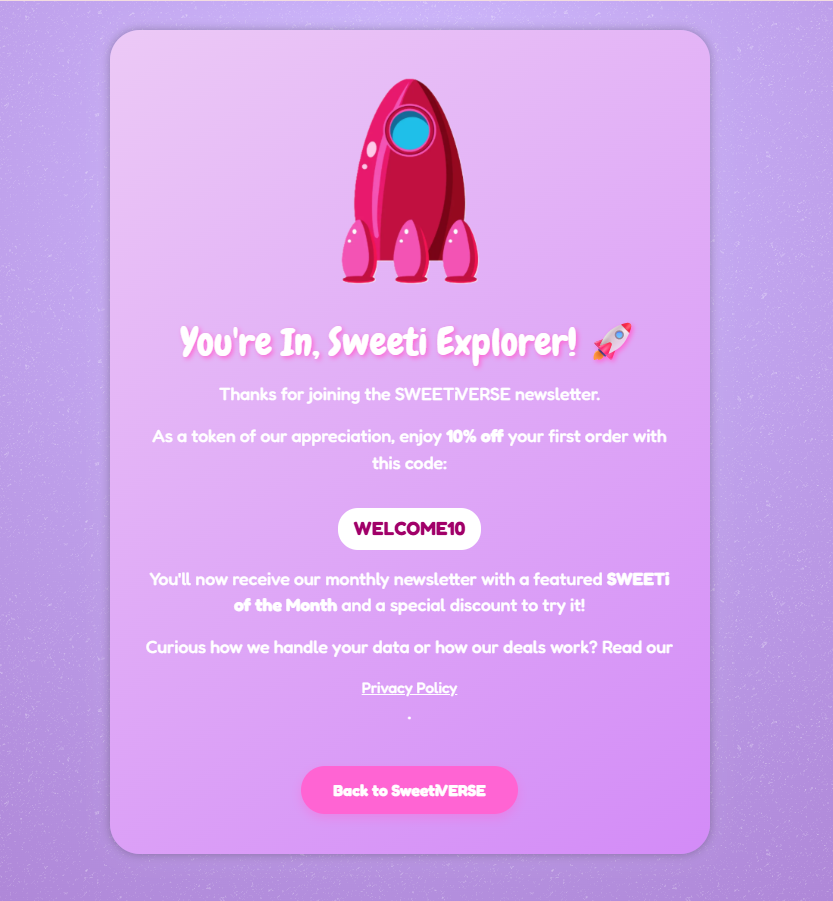 You're In, Sweeti Explorer! 🚀
Thanks for joining the SWEETiVERSE newsletter.
As a token of our appreciation, enjoy 10% off your first order with
this code:
WELCOME10
You'll now receive our monthly newsletter with a featured SWEETi
of the Month and a special discount to try it!
Curious how we handle your data or how our deals work? Read our
Privacy Policy
.
Back to SweetiVERSE